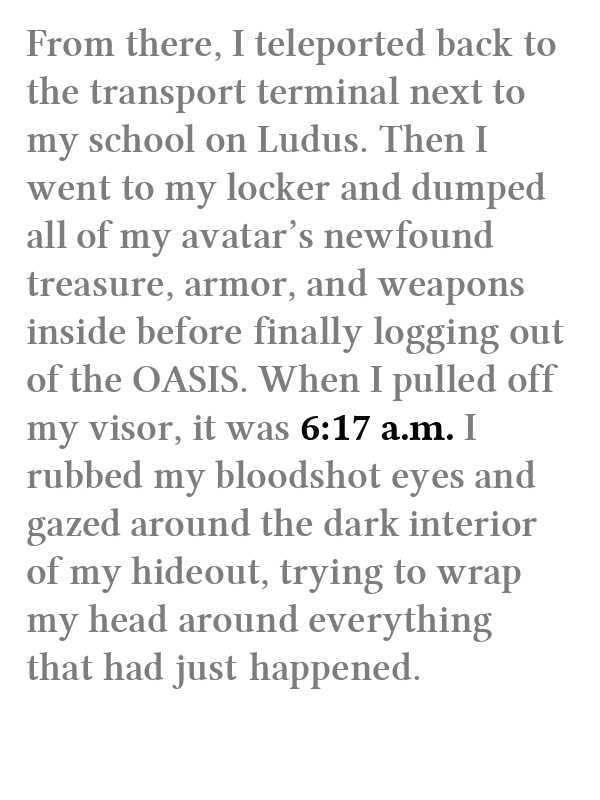 From there, I teleported back to
the transport terminal next to
my school on Ludus. Then I
went to my locker and dumped
all of my avatar’s newfound
treasure, armor, and weapons
inside before finally logging out
of the OASIS. When I pulled off
my visor, it was 6:17 a.m. I
rubbed my bloodshot eyes and
gazed around the dark interior
of my hideout, trying to wrap
my head around everything
that had just happened.